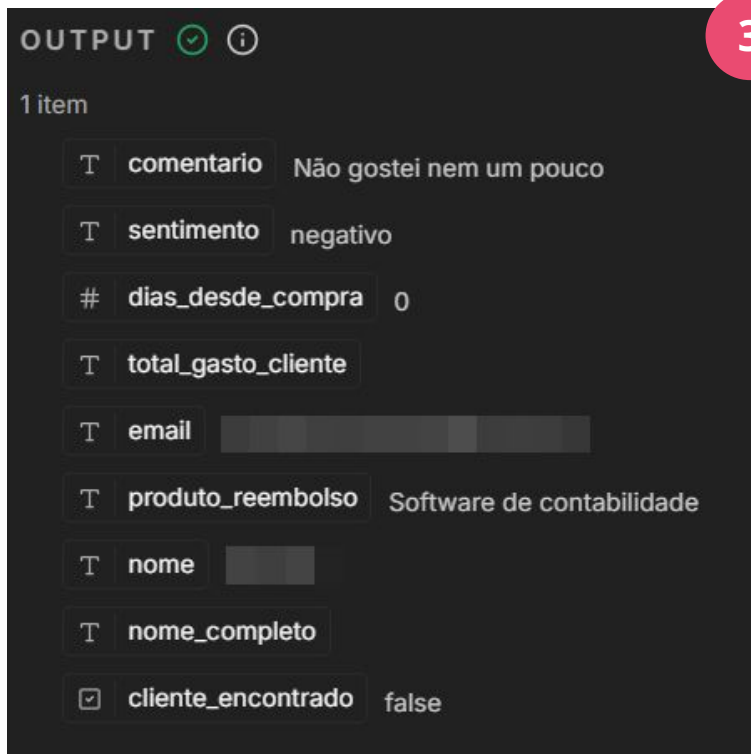 OUTPUT
3
1 item
T comentario Não gostei nem um pouco
T sentimento negativo
# dias_desde_compra 0
T total_gasto_cliente
T email
T produto_reembolso Software de contabilidade
T nome
T nome_completo
cliente_encontrado false